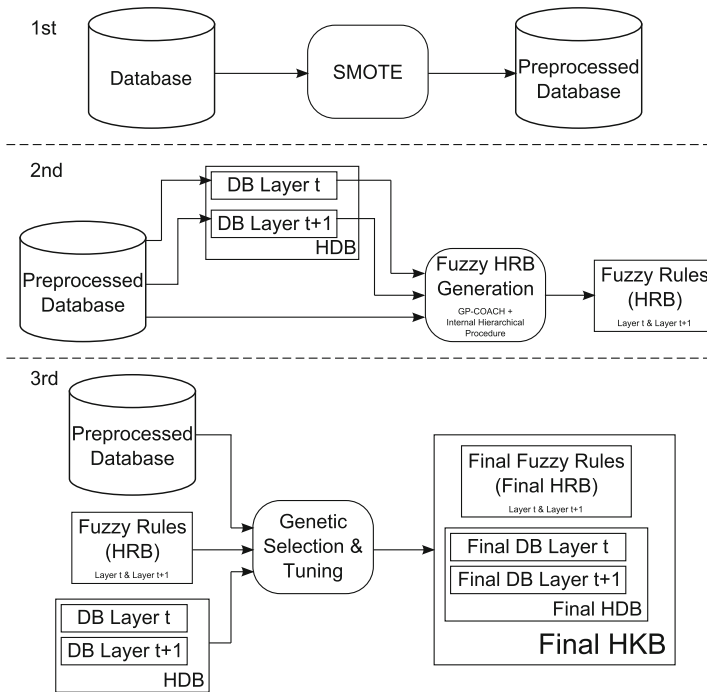 1st
Database
SMOTE
Preprocessed
Database
2nd
DB Layer t
DB Layer t+1
HDB
Preprocessed
Database
Fuzzy HRB
Generation
GP-COACH +
Internal Hierarchical
Procedure
Fuzzy Rules
(HRB)
Layer t & Layer t+1
3rd
Preprocessed
Database
Fuzzy Rules
(HRB)
Layer t & Layer t+1
DB Layer t
DB Layer t+1
HDB
Genetic
Selection &
Tuning
Final Fuzzy Rules
(Final HRB)
Layer t & Layer t+1
Final DB Layer t
Final DB Layer t+1
Final HDB
Final HKB